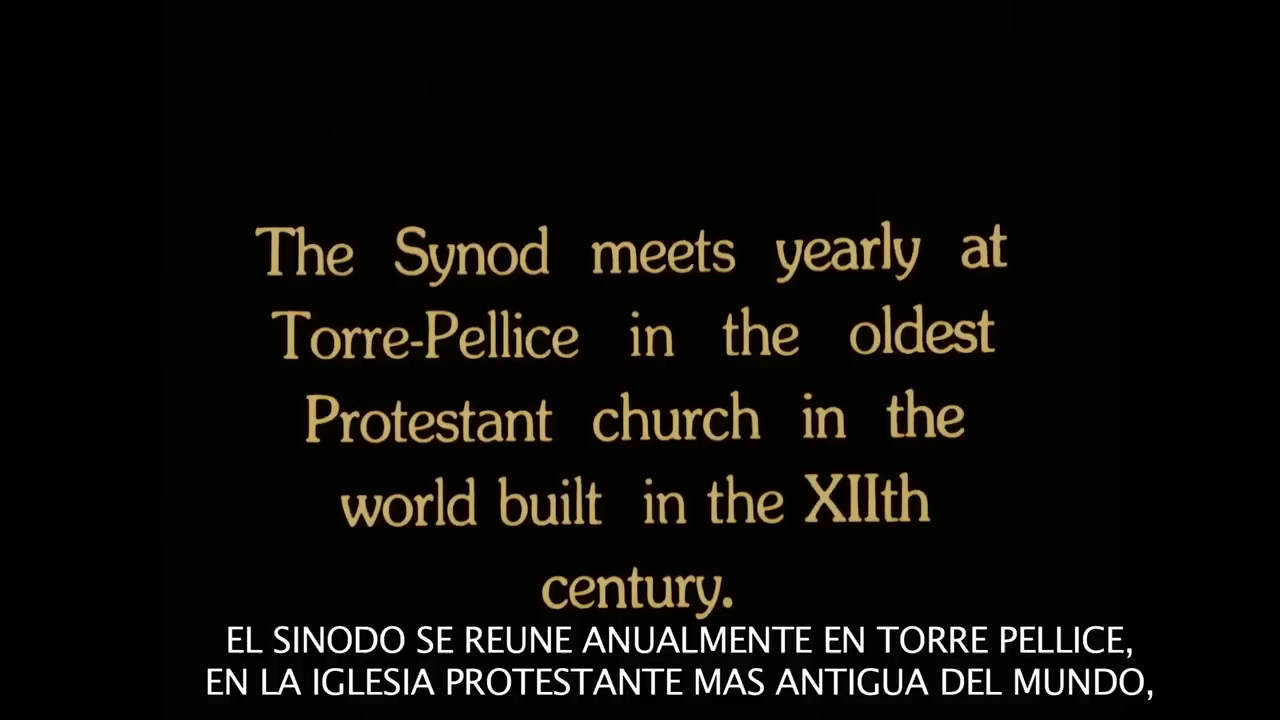 The Synod meets yearly at
Torre-Pellice in the oldest
Protestant church in the
world built in the XIIth
century.
EL SINODO SE REUNE ANUALMENTE EN TORRE PELLICE,
EN LA IGLESIA PROTESTANTE MAS ANTIGUA DEL MUNDO,